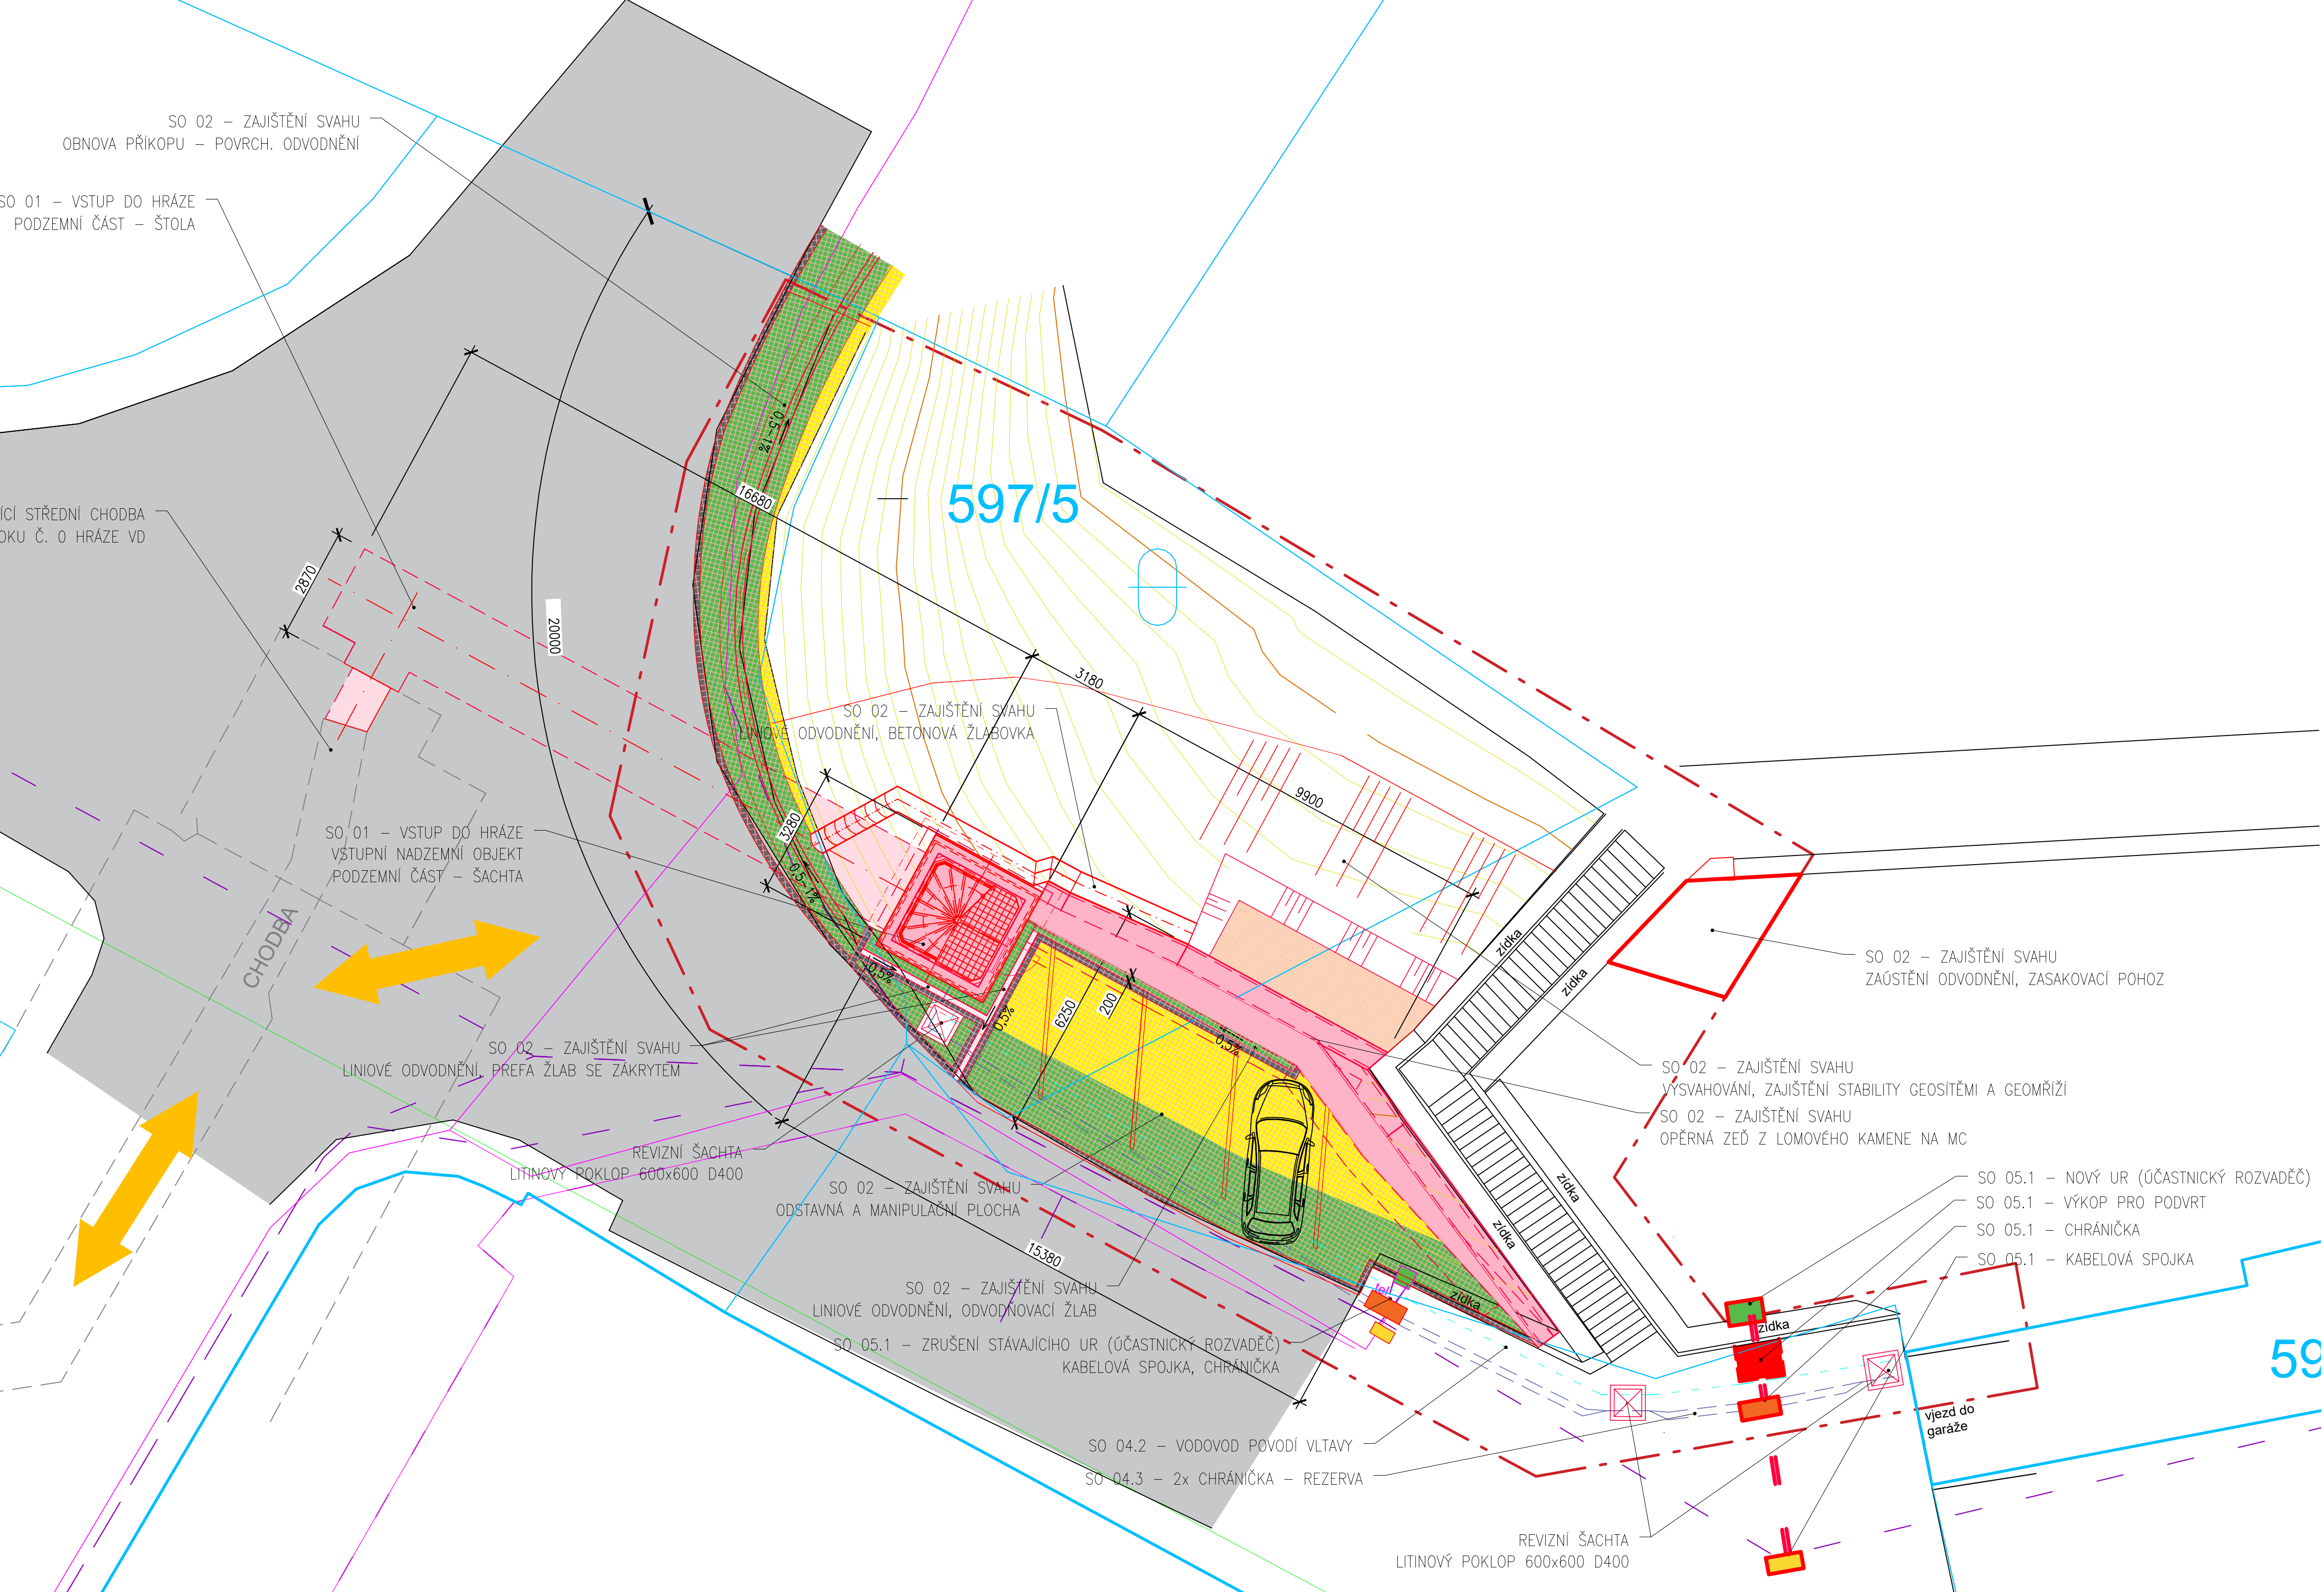 SO 02 – ZAJIŠTĚNÍ SVAHU
OBNOVA PŘÍKOPU – POVRCH. ODVODNĚNÍ
SO 01 – VSTUP DO HRÁZE
PODZEMNÍ ČÁST – ŠTOLA
ÍCÍ STŘEDNÍ CHODBA
OKU Č. 0 HRÁZE VD
2870
20000
16680
0,5-1%
597/5
3180
SO 02 – ZAJIŠTĚNÍ SVAHU
LINIOVÉ ODVODNĚNÍ, BETONOVÁ ŽLABOVKA
9900
3280
SO 01 – VSTUP DO HRÁZE
VSTUPNÍ NADZEMNÍ OBJEKT
PODZEMNÍ ČÁST – ŠACHTA
0,5-1%
CHODBA
zídka
zídka
SO 02 – ZAJIŠTĚNÍ SVAHU
ZAÚSTĚNÍ ODVODNĚNÍ, ZASAKOVACÍ POHOZ
0,5%
6250
200
0,5%
0,5%
SO 02 – ZAJIŠTĚNÍ SVAHU
LINIOVÉ ODVODNĚNÍ, PREFA ŽLAB SE ZÁKRYTEM
SO 02 – ZAJIŠTĚNÍ SVAHU
VYSVAHOVÁNÍ, ZAJIŠTĚNÍ STABILITY GEOSÍTĚMI A GEOMŘÍŽÍ
SO 02 – ZAJIŠTĚNÍ SVAHU
OPĚRNÁ ZEĎ Z LOMOVÉHO KAMENE NA MC
REVIZNÍ ŠACHTA
LITINOVÝ POKLOP 600x600 D400
SO 02 – ZAJIŠTĚNÍ SVAHU
ODSTAVNÁ A MANIPULAČNÍ PLOCHA
zídka
zídka
SO 05.1 – NOVÝ UR (ÚČASTNICKÝ ROZVADĚČ)
SO 05.1 – VÝKOP PRO PODVRT
SO 05.1 – CHRÁNIČKA
SO 05.1 – KABELOVÁ SPOJKA
15380
SO 02 – ZAJIŠTĚNÍ SVAHU
LINIOVÉ ODVODNĚNÍ, ODVODŇOVACÍ ŽLAB
tel
zídka
zídka
SO 05.1 – ZRUŠENÍ STÁVAJÍCÍHO UR (ÚČASTNICKÝ ROZVADĚČ)
KABELOVÁ SPOJKA, CHRÁNIČKA
59
vjezd do
garáže
SO 04.2 – VODOVOD POVODÍ VLTAVY
SO 04.3 – 2x CHRÁNIČKA – REZERVA
REVIZNÍ ŠACHTA
LITINOVÝ POKLOP 600x600 D400